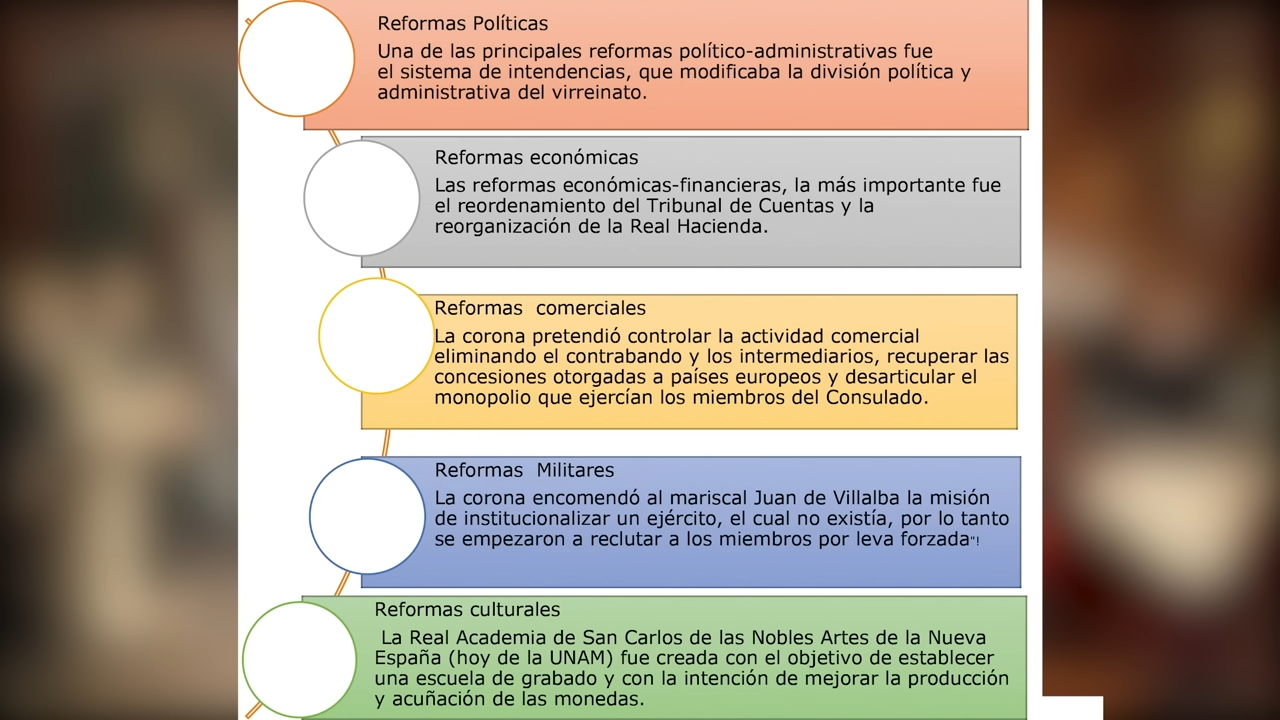 Reformas Políticas
Una de las principales reformas político-administrativas fue
el sistema de intendencias, que modificaba la división política y
administrativa del virreinato.
Reformas económicas
Las reformas económicas-financieras, la más importante fue
el reordenamiento del Tribunal de Cuentas y la
reorganización de la Real Hacienda.
Reformas  comerciales
La corona pretendió controlar la actividad comercial
eliminando el contrabando y los intermediarios, recuperar las
concesiones otorgadas a países europeos y desarticular el
monopolio que ejercían los miembros del Consulado.
Reformas  Militares
La corona encomendó al mariscal Juan de Villalba la misión
de institucionalizar un ejército, el cual no existía, por lo tanto
se empezaron a reclutar a los miembros por leva forzada"!
Reformas culturales
La Real Academia de San Carlos de las Nobles Artes de la Nueva
España (hoy de la UNAM) fue creada con el objetivo de establecer
una escuela de grabado y con la intención de mejorar la producción
y acuñación de las monedas.